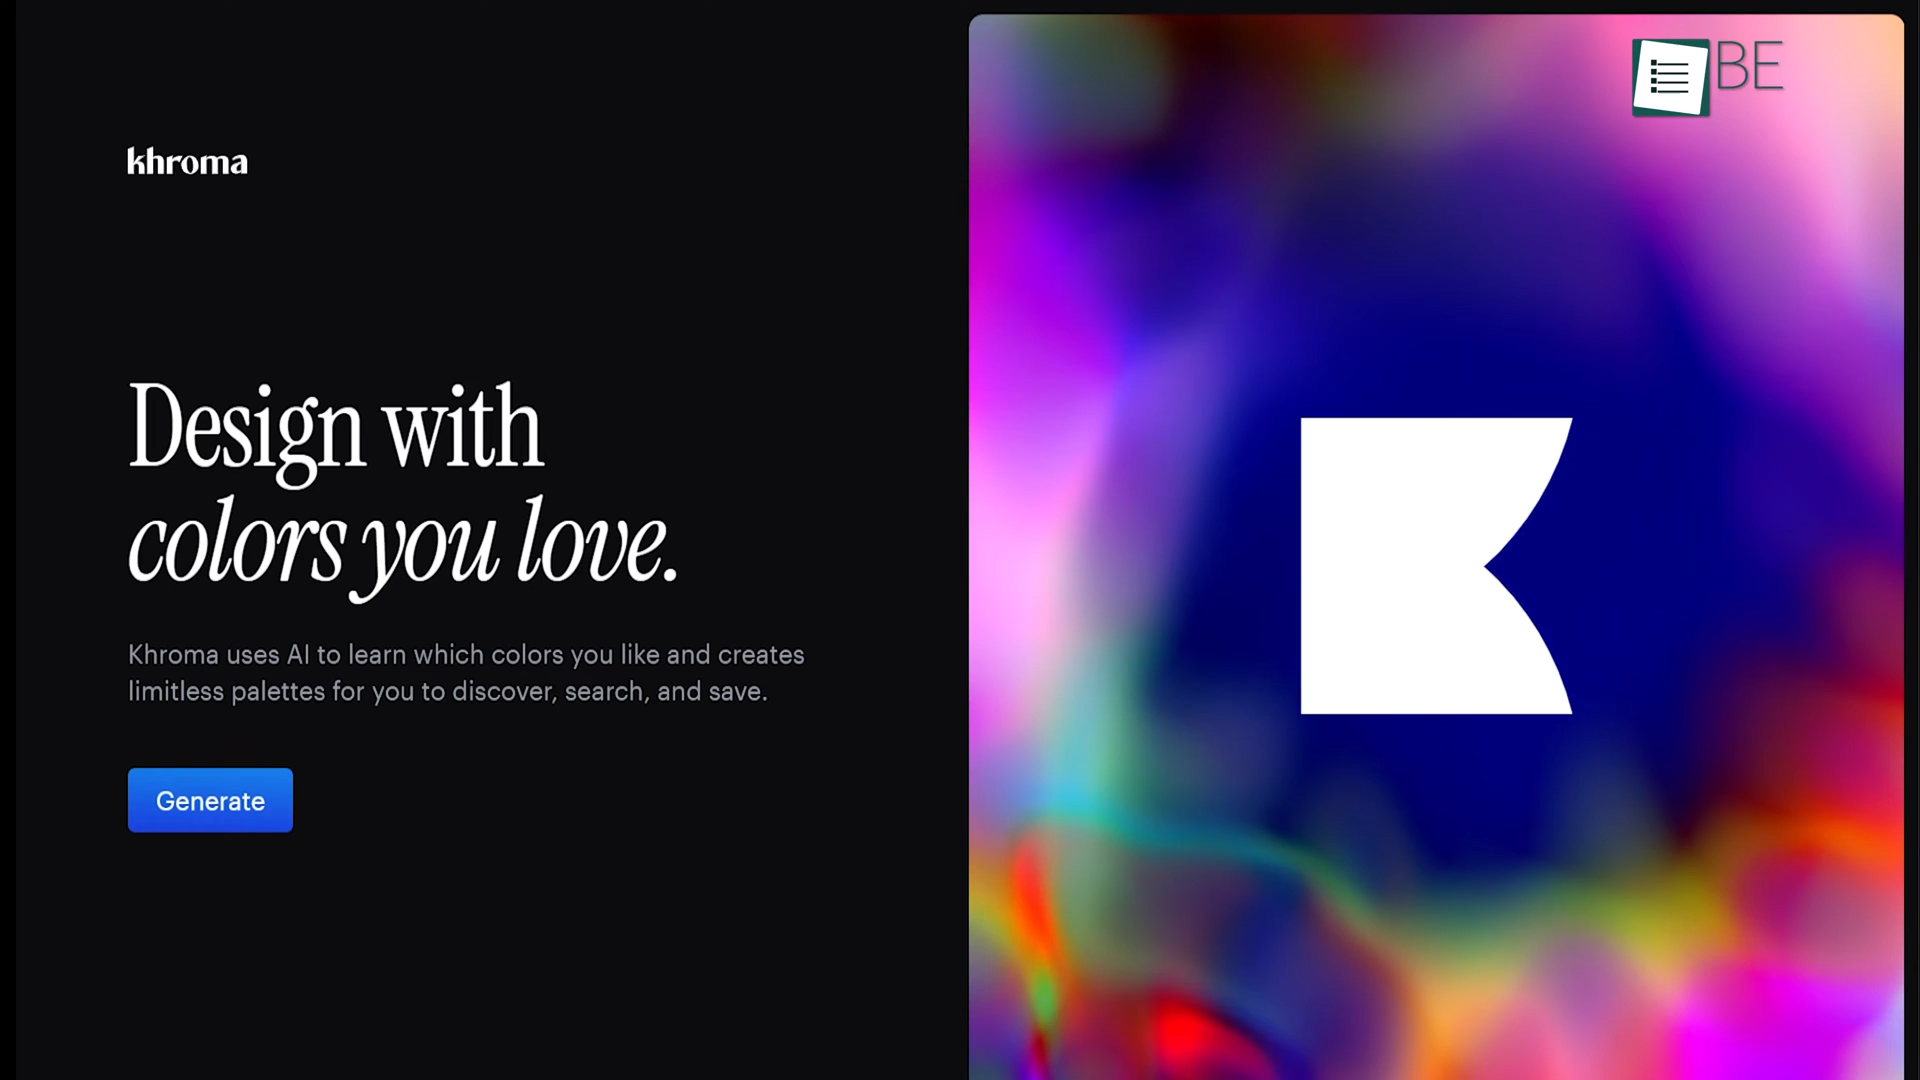 BE
khroma
Design with
colors you love.
Khroma uses AI to learn which colors you like and creates
limitless palettes for you to discover, search, and save.
Generate